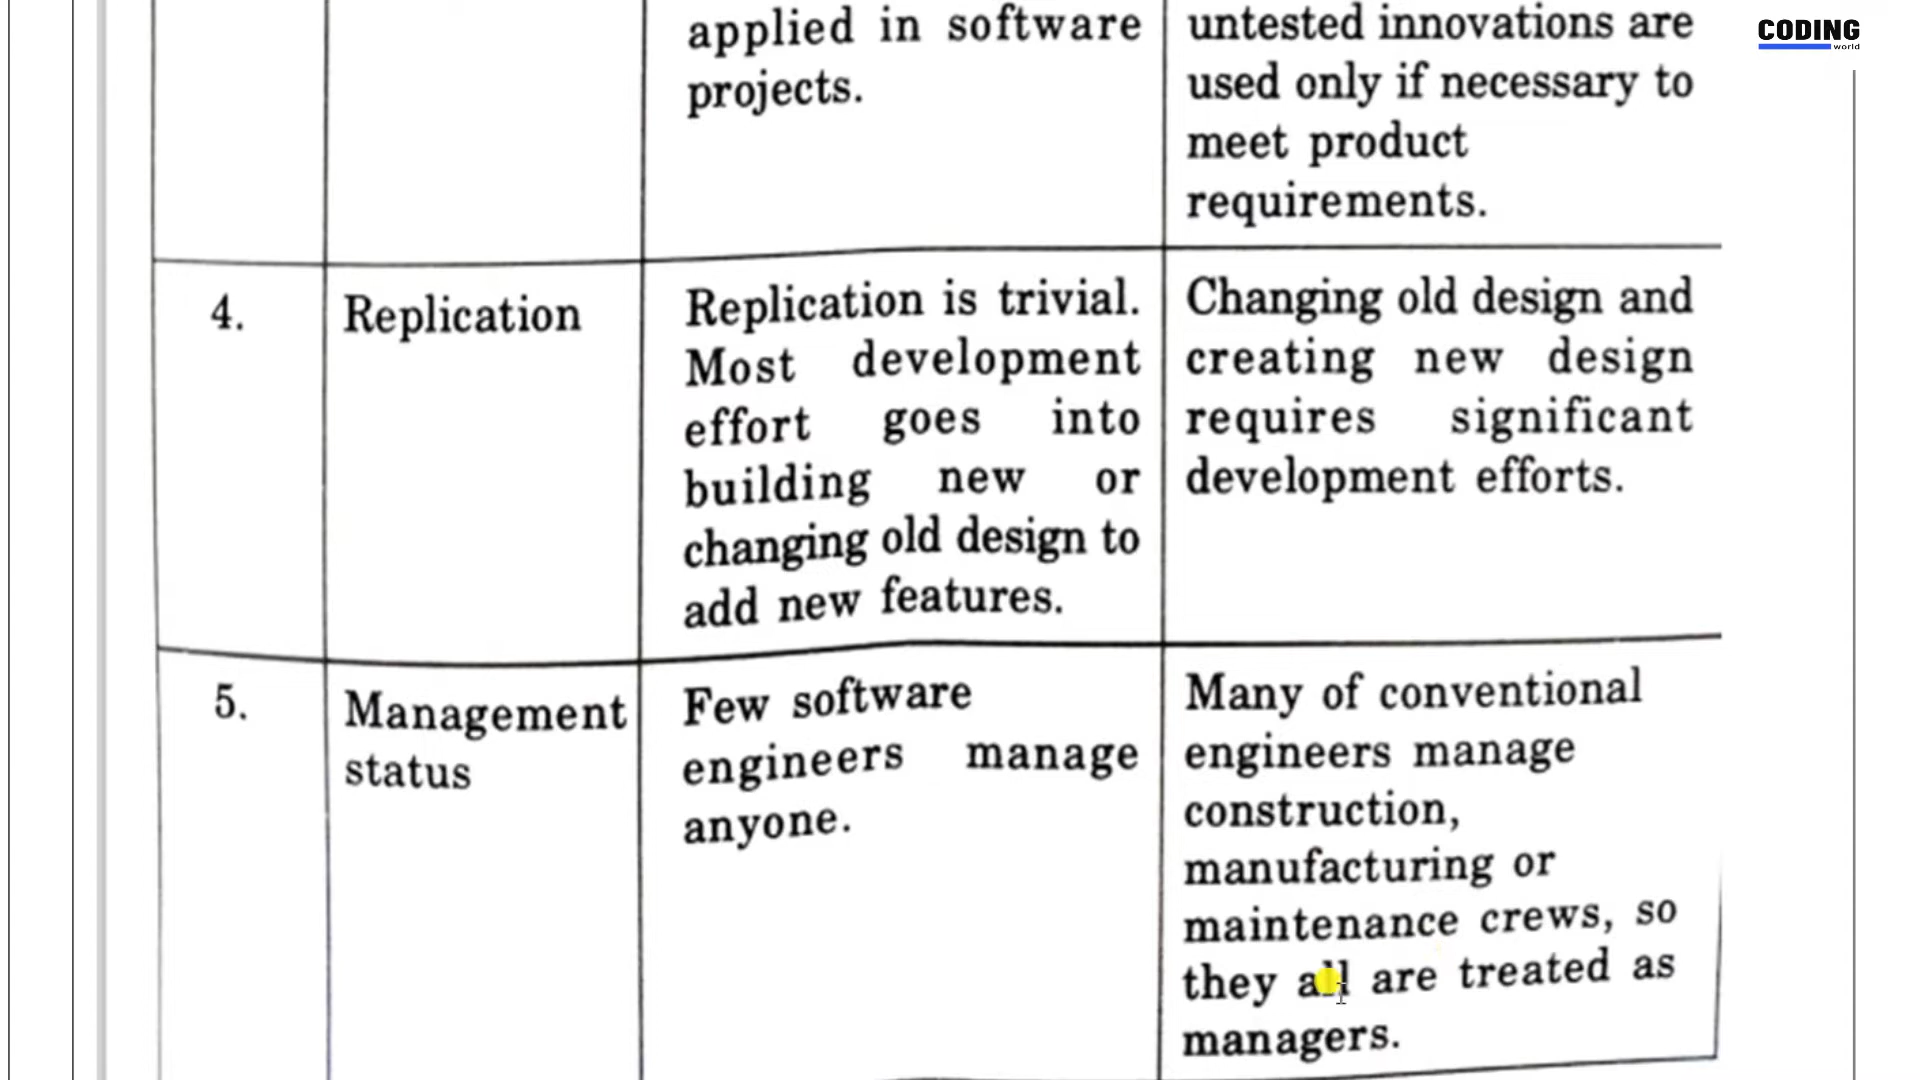 applied in software
projects.
untested innovations are
used only if necessary to
meet product
requirements.
CODING
world
4.
Replication
Replication is trivial.
Most development
effort goes into
building new or
changing old design to
add new features.
Changing old design and
creating new design
requires significant
development efforts.
5.
Management
status
Few software
engineers manage
anyone.
Many of conventional
engineers manage
construction,
manufacturing or
maintenance crews, so
they all are treated as
managers.